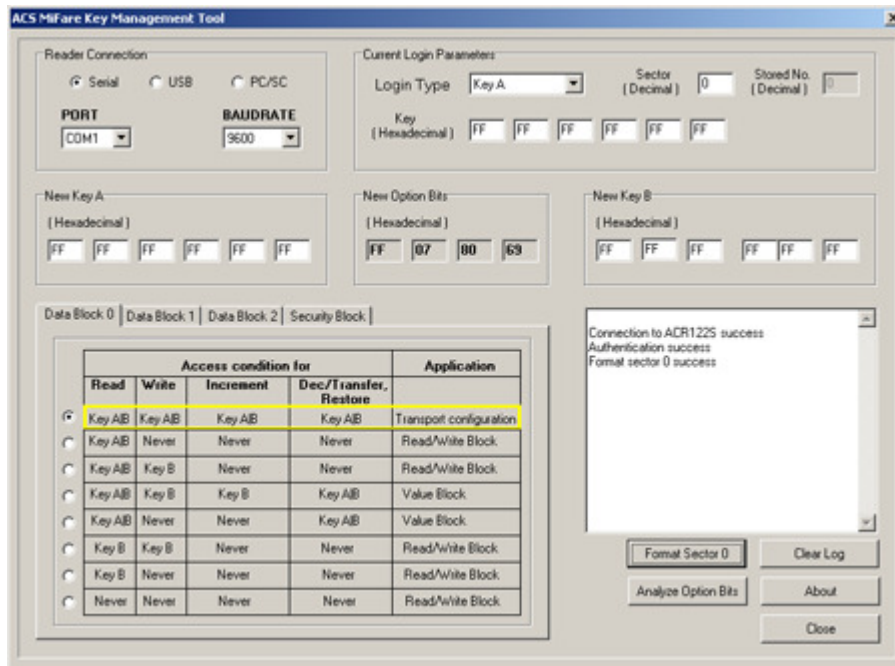 ACS MiFare Key Management Tool
Reader Connection
Serial USB PC/SC
PORT BAUDRATE
COM1 9600
Current Login Parameters
Login Type Key A Sector (Decimal) 0 Stored No. (Decimal) 0
Key (Hexadecimal) FF FF FF FF FF FF
New Key A
(Hexadecimal)
FF FF FF FF FF FF
New Option Bits
(Hexadecimal)
FF 07 80 69
New Key B
(Hexadecimal)
FF FF FF FF FF FF
Data Block 0 Data Block 1 Data Block 2 Security Block
Access condition for Application
Read Write Increment Dec/Transfer, Restore
Key A|B Key A|B Key A|B Key A|B Transport configuration
Key A|B Never Never Never Read/Write Block
Key A|B Key B Never Never Read/Write Block
Key A|B Key B Key B Key A|B Value Block
Key A|B Never Never Key A|B Value Block
Key B Key B Never Never Read/Write Block
Key B Never Never Never Read/Write Block
Never Never Never Never Read/Write Block
Connection to ACR122S success
Authentication success
Format sector 0 success
Format Sector 0 Clear Log
Analyze Option Bits About
Close